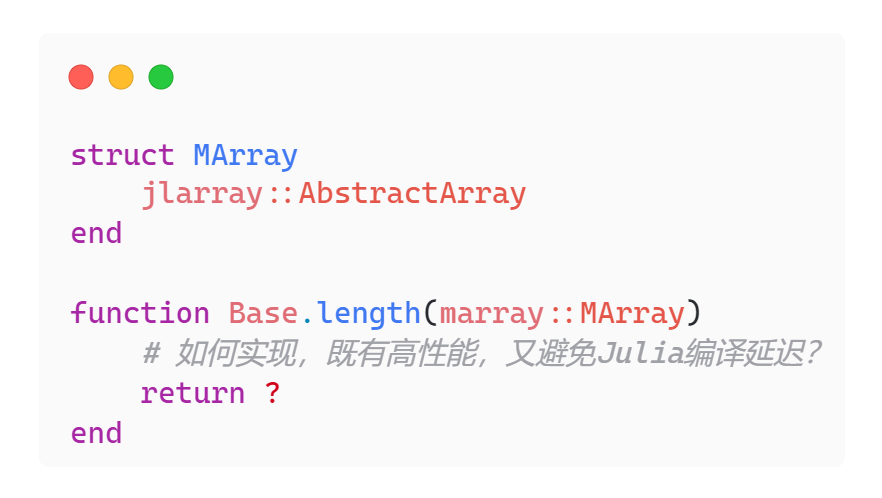 struct MArray
    jlarray::AbstractArray
end

function Base.length(marray::MArray)
    # 如何实现，既有高性能，又避免Julia编译延迟？
    return ?
end